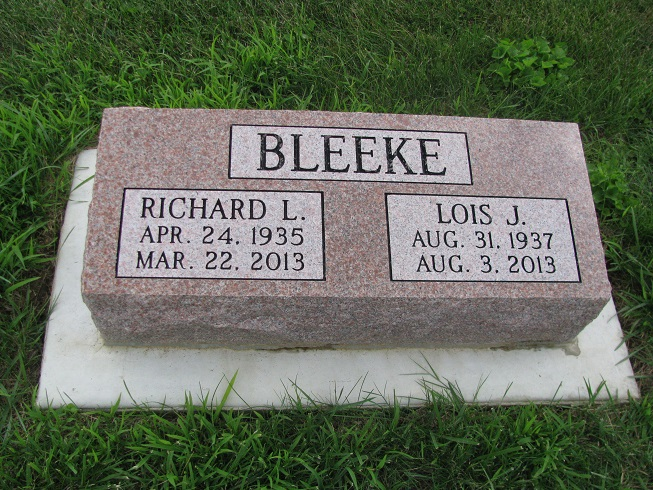 BLEEKE
RICHARD L.
APR. 24. 1935
MAR. 22. 2013
LOIS J.
AUG. 31. 1937
AUG. 3. 2013